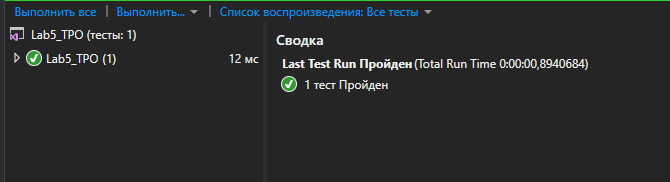 Выполнить все | Выполнить... Список воспроизведения: Все тесты
Lab5_TPO (тесты: 1)
Lab5_TPO (1) 12 мс
Сводка
Last Test Run Пройден (Total Run Time 0:00:00,8940684)
1 тест Пройден